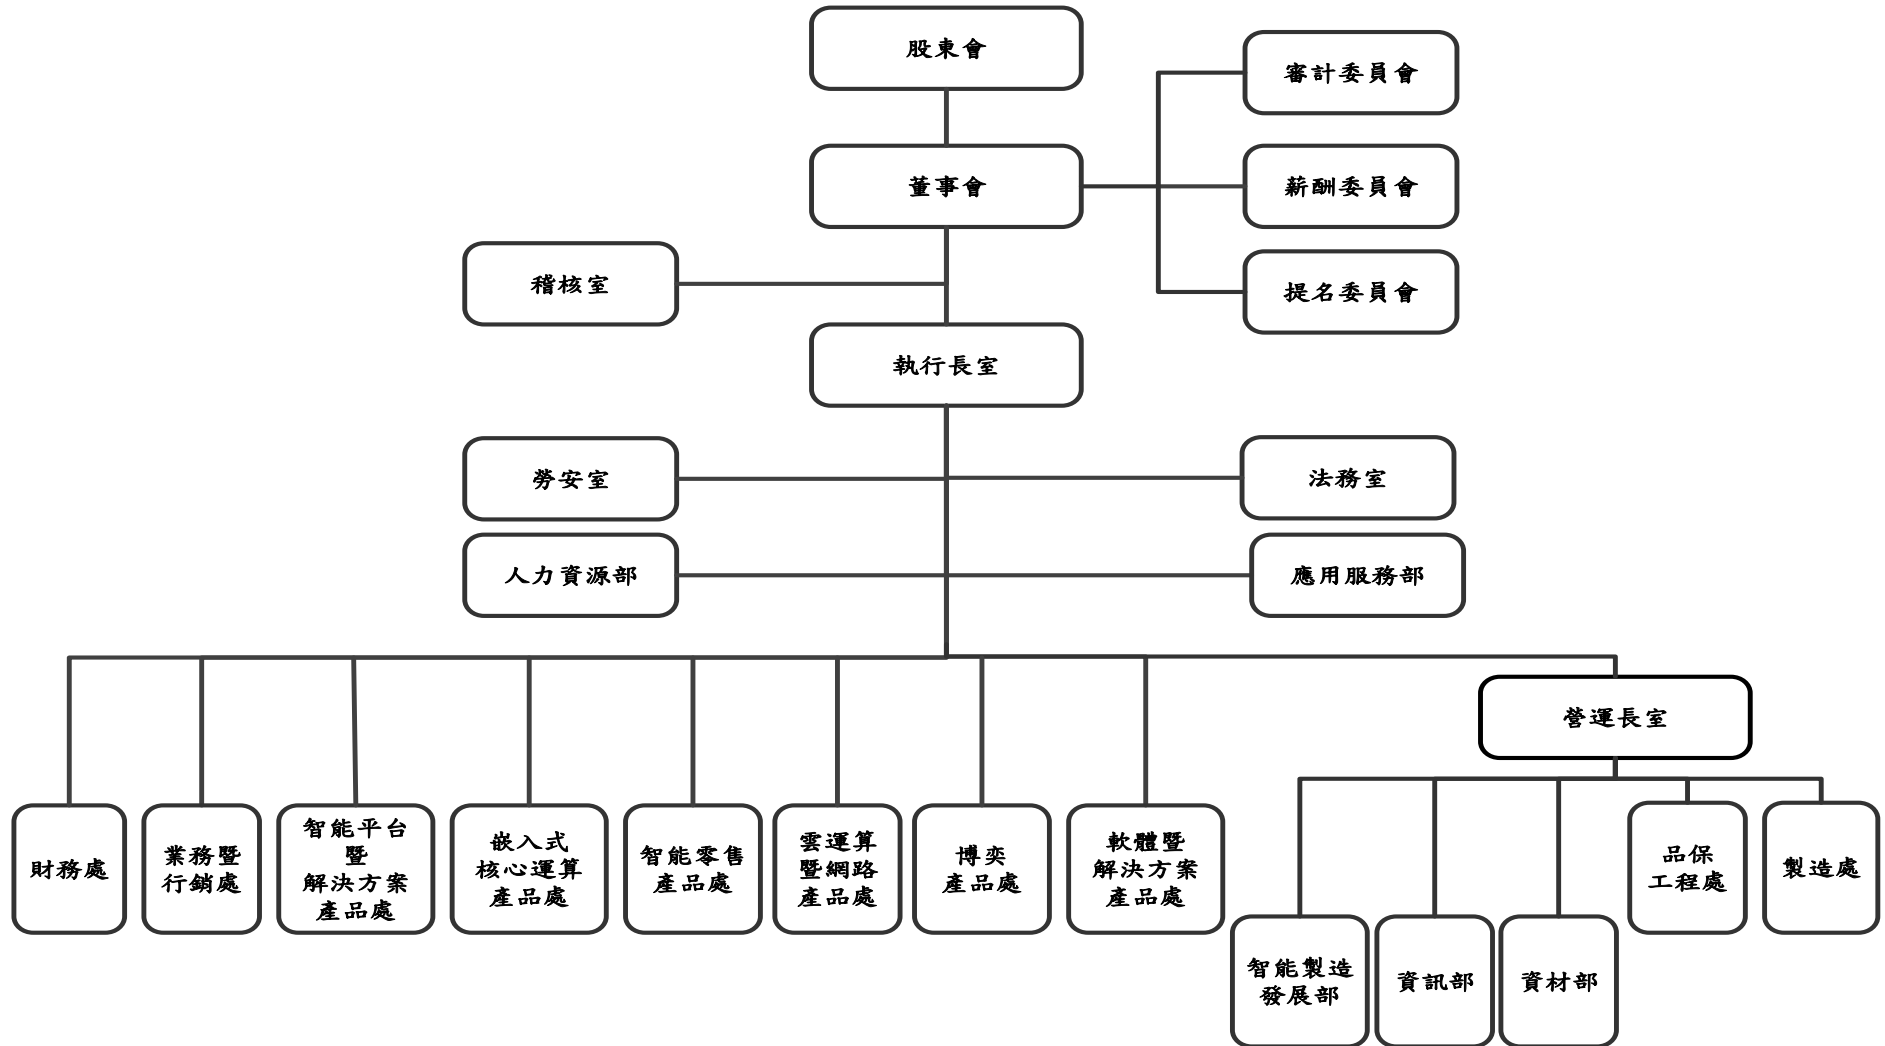 股東會
審計委員會
董事會
薪酬委員會
稽核室
提名委員會
執行長室
勞安室
法務室
人力資源部
應用服務部
營運長室
財務處
業務暨
行銷處
智能平台
暨
解決方案
產品處
嵌入式
核心運算
產品處
智能零售
產品處
雲運算
暨網路
產品處
博奕
產品處
軟體暨
解決方案
產品處
品保
工程處
製造處
智能製造
發展部
資訊部
資材部